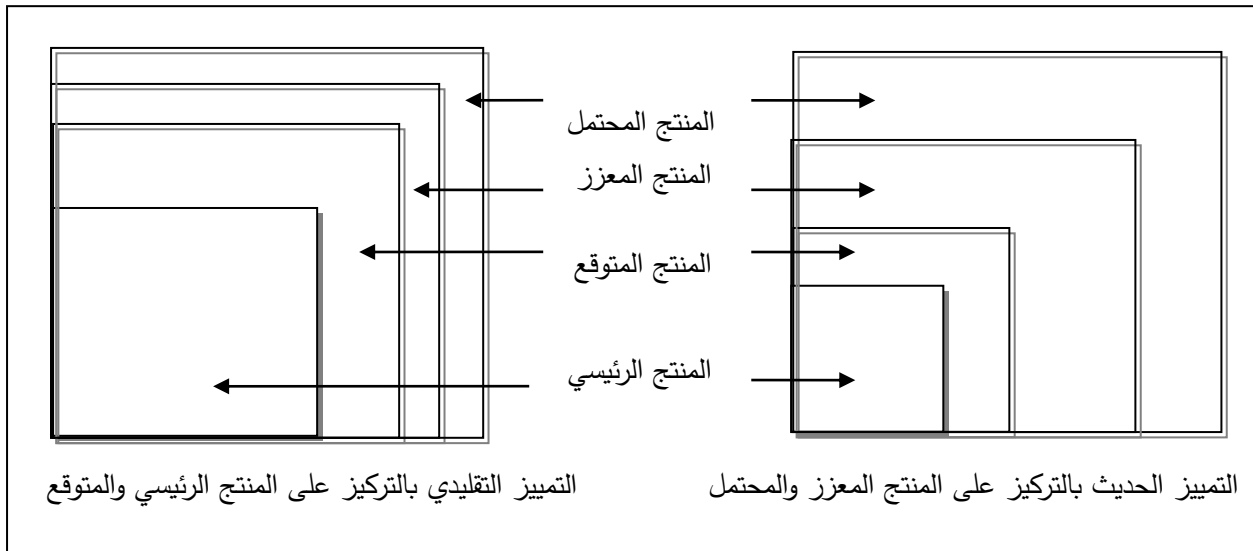 المنتج المحتمل
المنتج المعزز
المنتج المتوقع
المنتج الرئيسي
التمييز الحديث بالتركيز على المنتج المعزز والمحتمل
التمييز التقليدي بالتركيز على المنتج الرئيسي والمتوقع